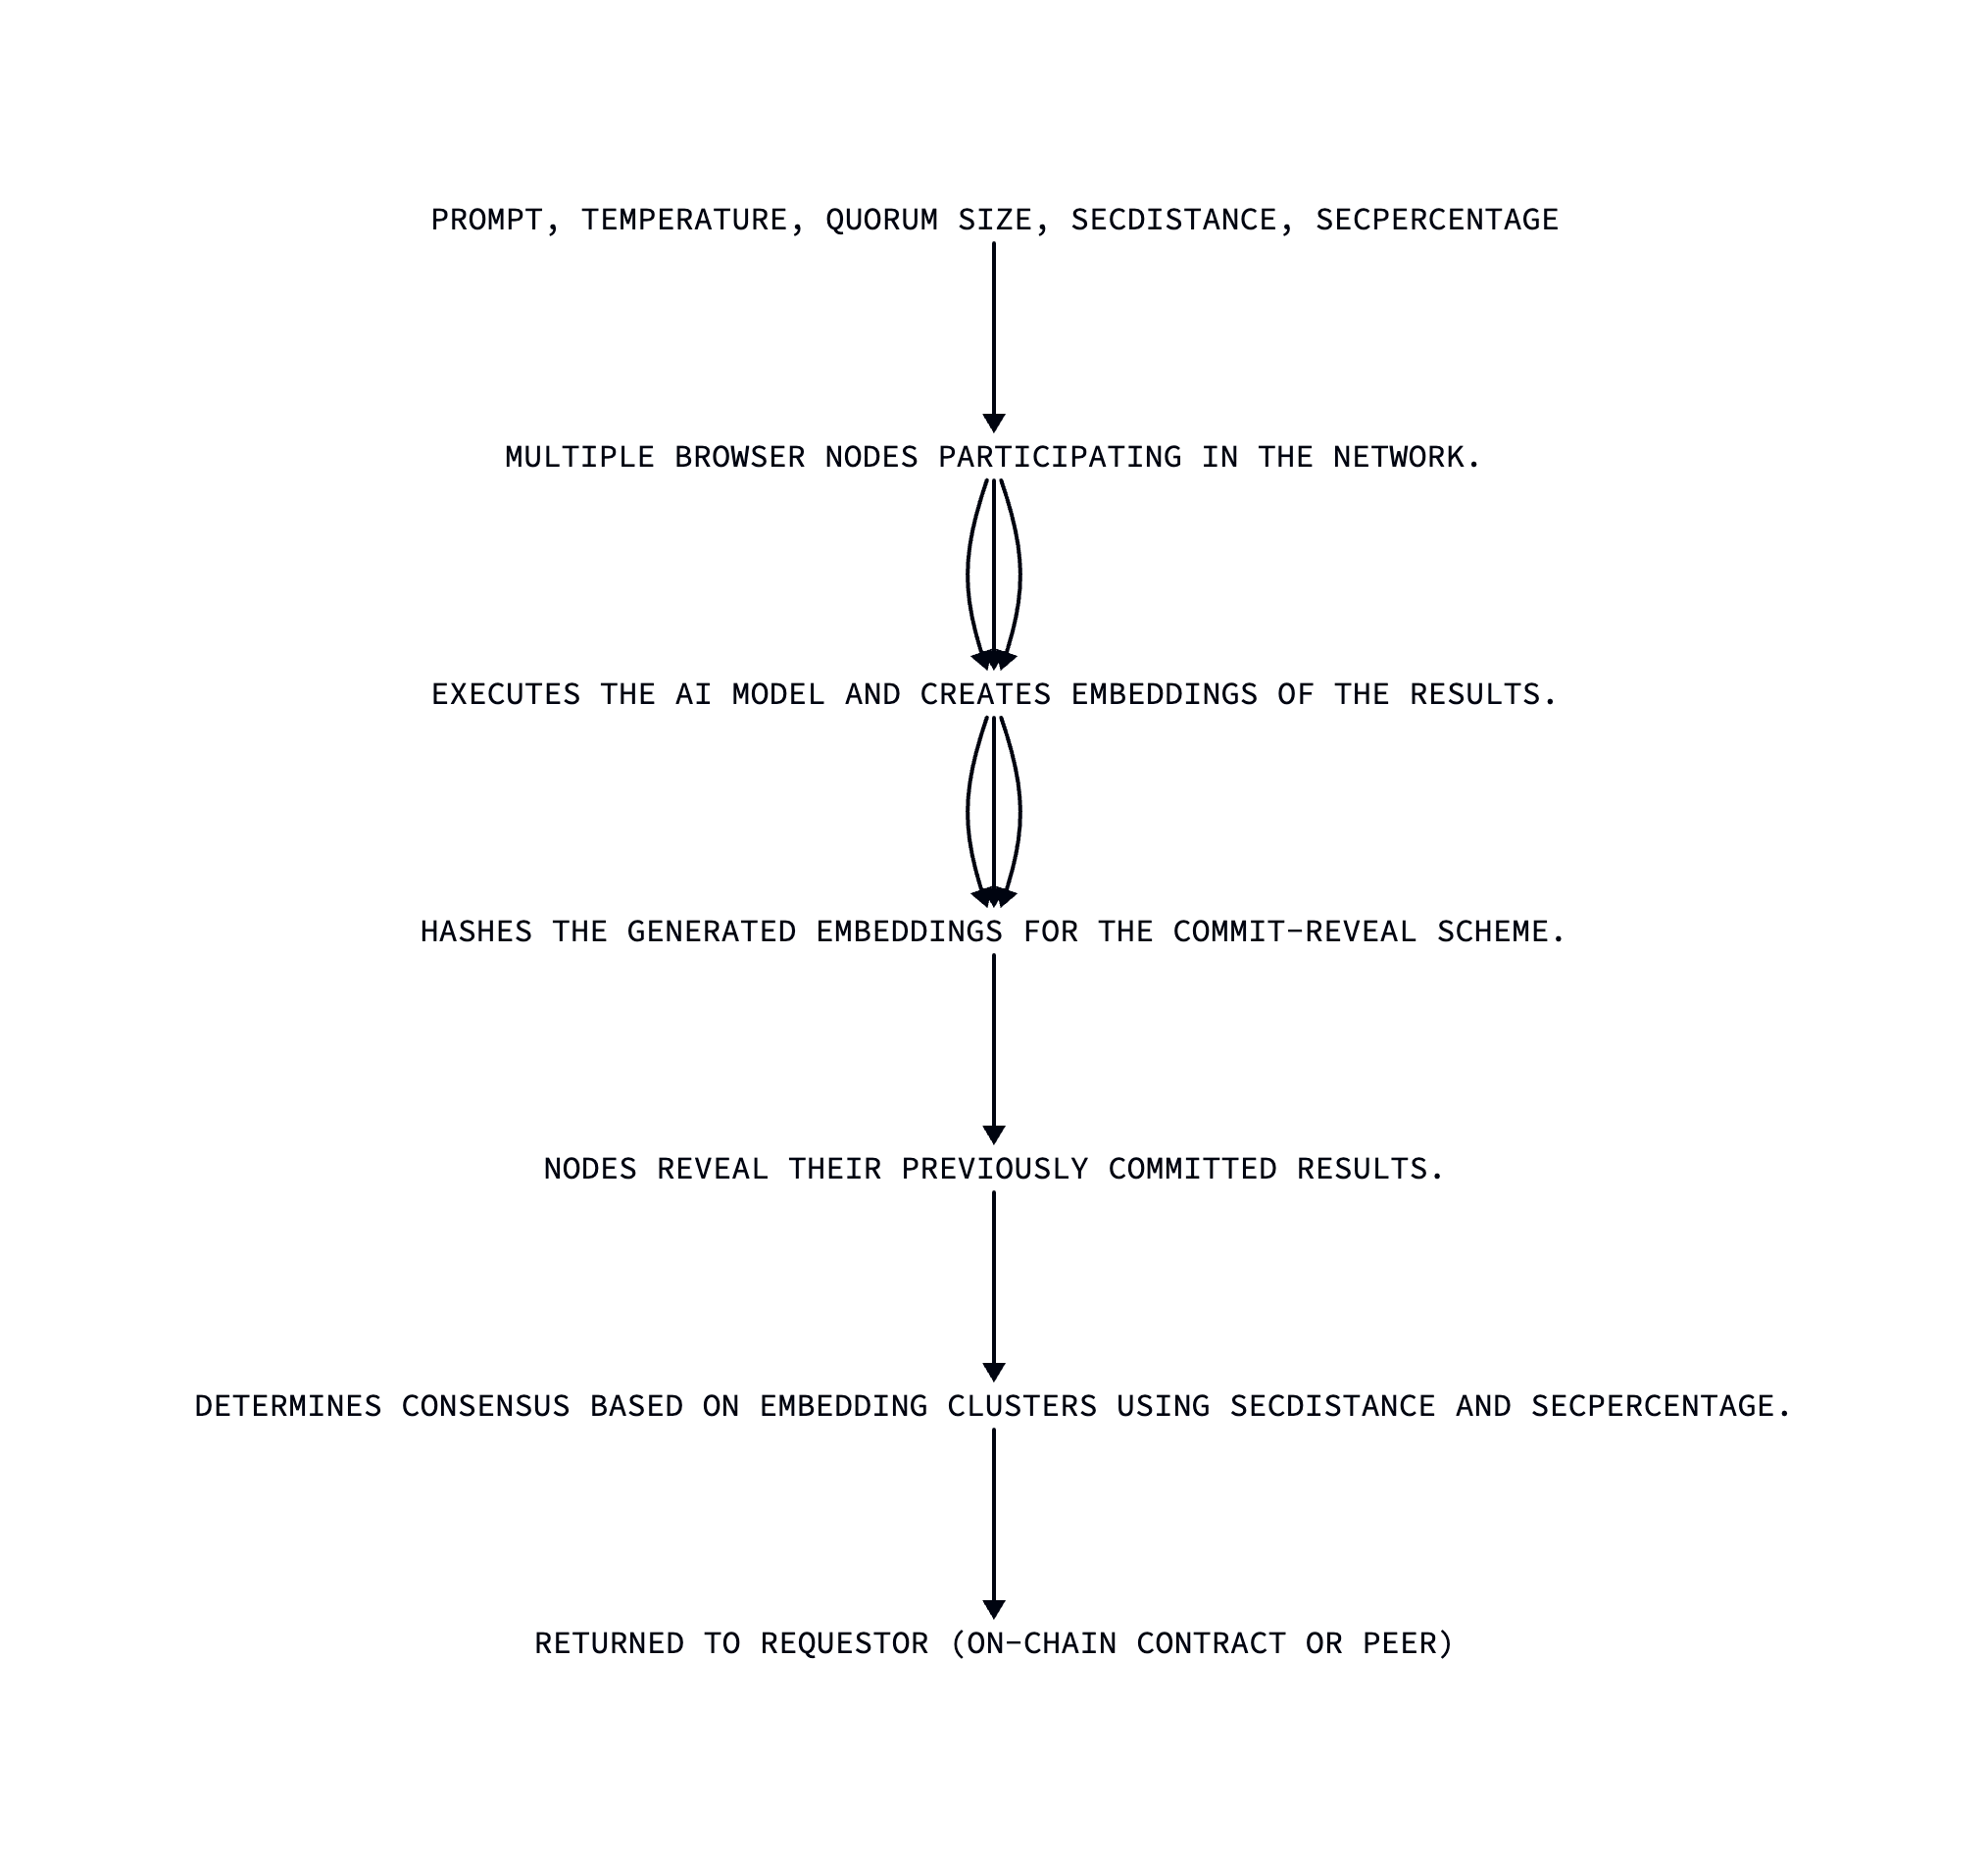 PROMPT, TEMPERATURE, QUORUM SIZE, SECDISTANCE, SECPERCENTAGE
MULTIPLE BROWSER NODES PARTICIPATING IN THE NETWORK.
EXECUTES THE AI MODEL AND CREATES EMBEDDINGS OF THE RESULTS.
HASHES THE GENERATED EMBEDDINGS FOR THE COMMIT-REVEAL SCHEME.
NODES REVEAL THEIR PREVIOUSLY COMMITTED RESULTS.
DETERMINES CONSENSUS BASED ON EMBEDDING CLUSTERS USING SECDISTANCE AND SECPERCENTAGE.
RETURNED TO REQUESTOR (ON-CHAIN CONTRACT OR PEER)